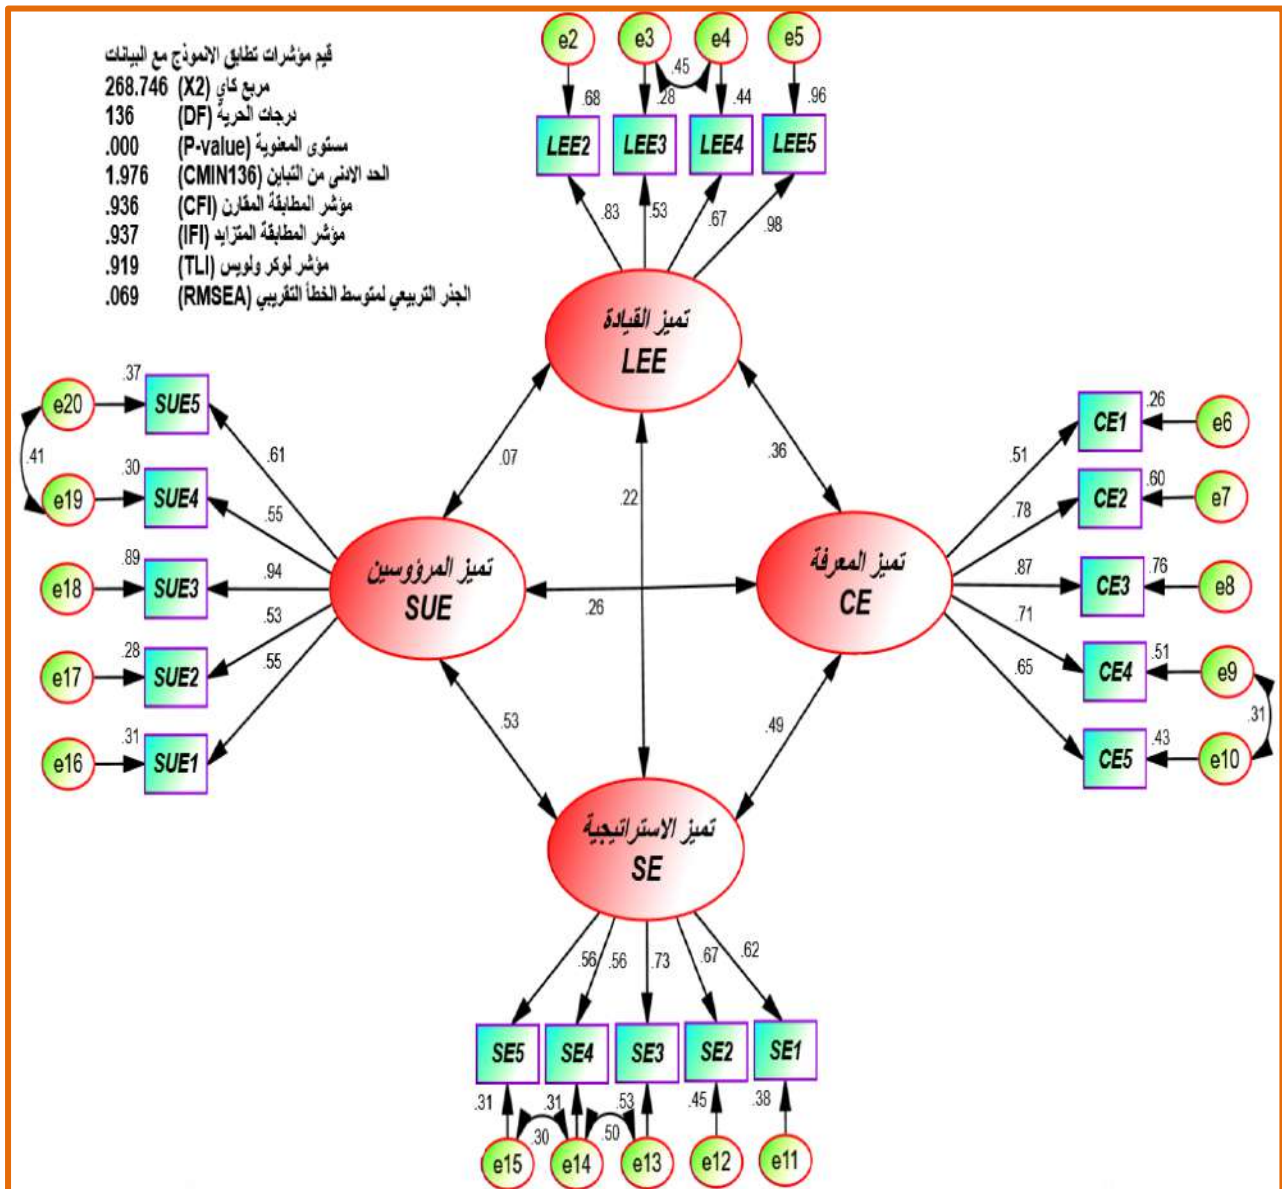 قيم مؤشرات تطابق الانموذج مع البيانات
مربع كاي (X2) 268.746
درجات الحرية (DF) 136
مستوى المعنوية (P-value) .000
الحد الادنى من التباين (CMIN136) 1.976
مؤشر المطابقة المقارن (CFI) .936
مؤشر المطابقة المتزايد (IFI) .937
مؤشر لوكر ولويس (TLI) .919
الجذر التربيعي لمتوسط الخطأ التقريبي (RMSEA) .069
e2 e3 e4 e5
.45
.68 .28 .44 .96
LEE2 LEE3 LEE4 LEE5
.83 .53 .67 .98
تميز القيادة
LEE
.07 .22 .36
e20 .37 SUE5 .61
.41
e19 .30 SUE4 .55
e18 .89 SUE3 .94
e17 .28 SUE2 .53
e16 .31 SUE1 .55
تميز المرؤوسين
SUE
.26
تميز المعرفة
CE
.51 CE1 .26 e6
.78 CE2 .60 e7
.87 CE3 .76 e8
.71 CE4 .51 e9
.31
.65 CE5 .43 e10
.53 .49
تميز الاستراتيجية
SE
.56 .56 .73 .67 .62
SE5 SE4 SE3 SE2 SE1
.31 .31 .53 .45 .38
.30 .50
e15 e14 e13 e12 e11